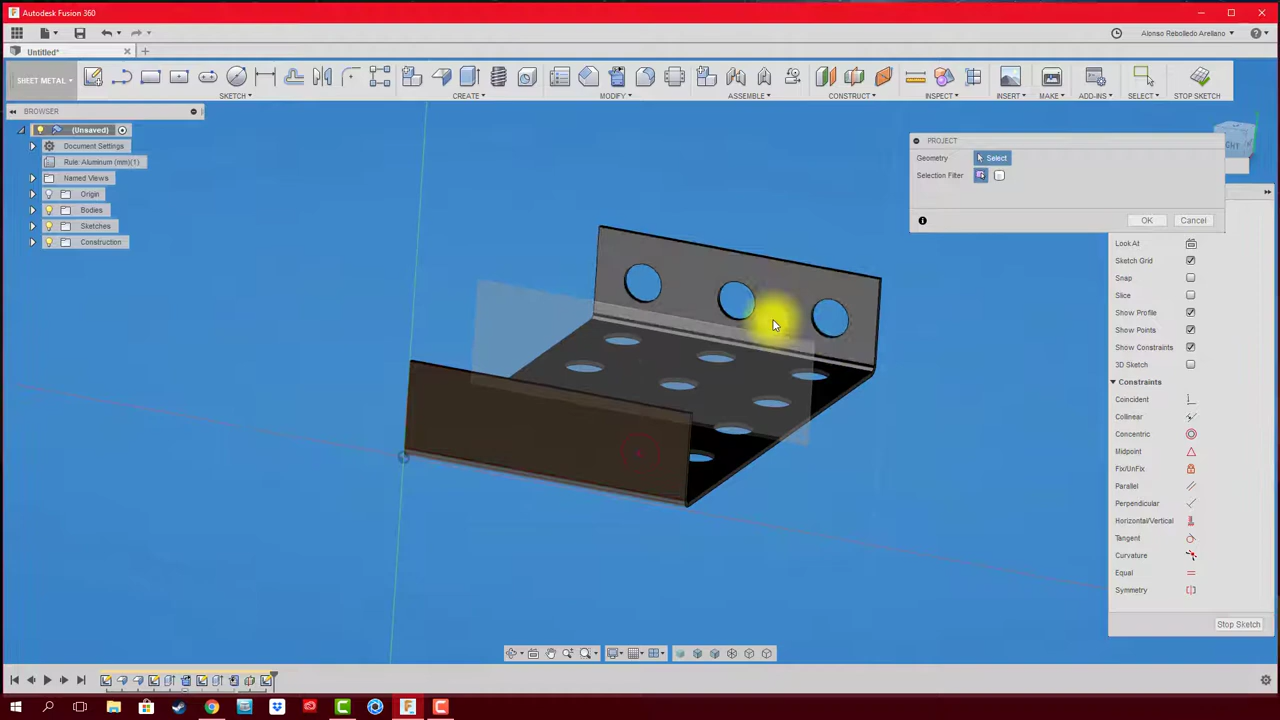 Autodesk Fusion 360
Alonso Rebolledo Arellano
Untitled*
SHEET METAL
SKETCH
CREATE
MODIFY
ASSEMBLE
CONSTRUCT
INSPECT
INSERT
MAKE
ADD-INS
SELECT
STOP SKETCH
BROWSER
(Unsaved)
Document Settings
Rule: Aluminum (mm)(1)
Named Views
Origin
Bodies
Sketches
Construction
PROJECT
Geometry
Select
Selection Filter
OK
Cancel
Look At
Sketch Grid
Snap
Slice
Show Profile
Show Points
Show Constraints
3D Sketch
Constraints
Coincident
Collinear
Concentric
Midpoint
Fix/UnFix
Parallel
Perpendicular
Horizontal/Vertical
Tangent
Curvature
Equal
Symmetry
Stop Sketch